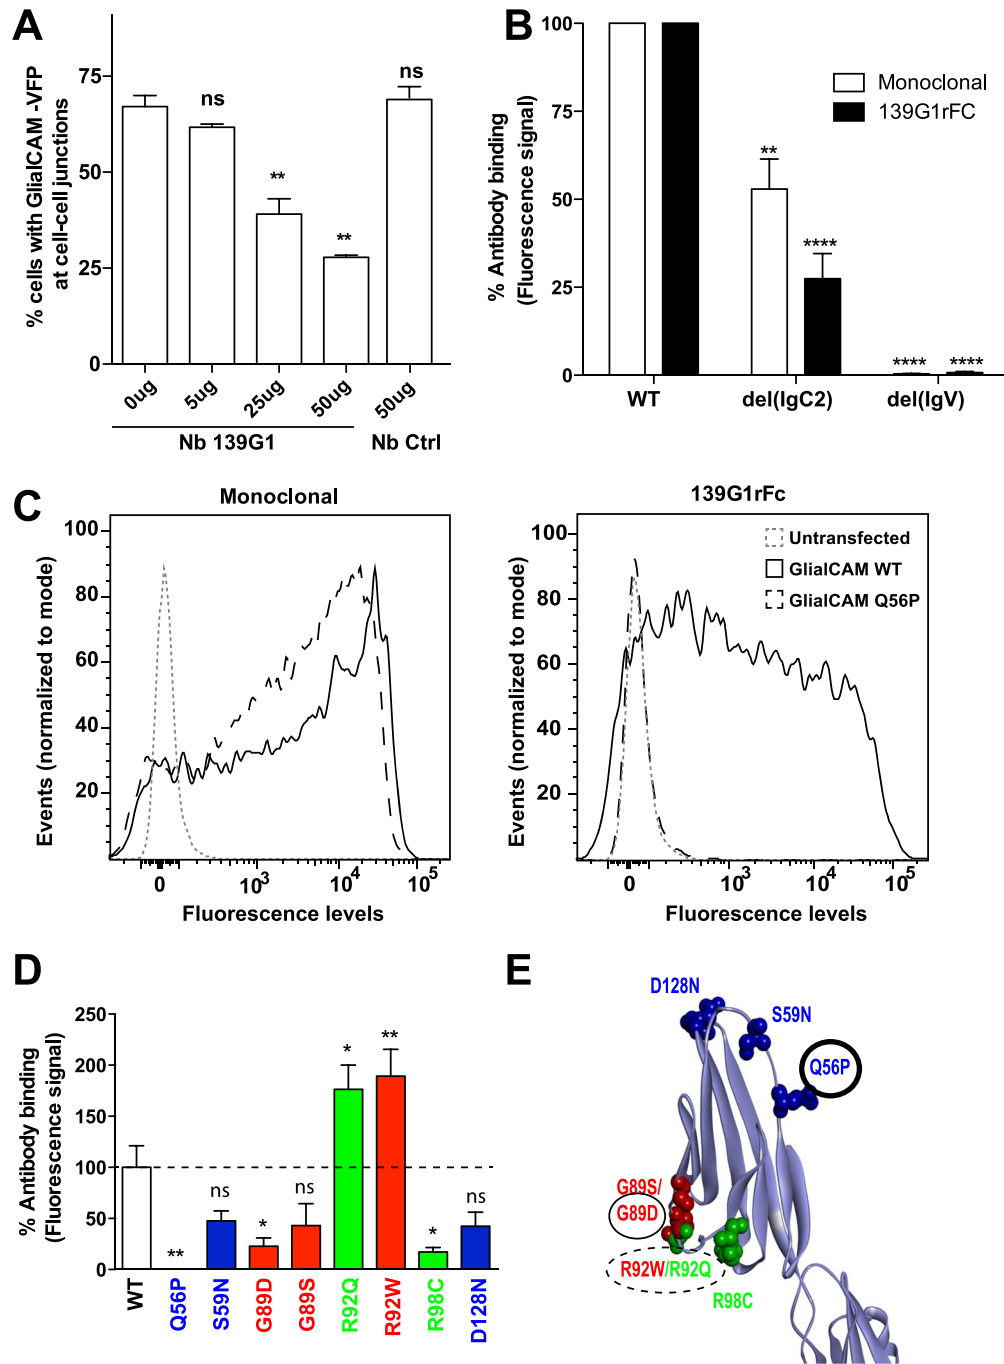 A
% cells with GlialCAM -VFP
at cell-cell junctions
75
50
25
0
ns
**
**
ns
0ug
5ug
25ug
50ug
50ug
Nb 139G1
Nb Ctrl
B
% Antibody binding
(Fluorescence signal)
100
75
50
25
0
Monoclonal
139G1rFC
**
****
****
****
WT
del(IgC2)
del(IgV)
C
Monoclonal
Events (normalized to mode)
100
80
60
40
20
0
10³
10⁴
10⁵
Fluorescence levels
139G1rFc
Events (normalized to mode)
100
80
60
40
20
Untransfected
GlialCAM WT
GlialCAM Q56P
0
10³
10⁴
10⁵
Fluorescence levels
D
% Antibody binding
(Fluorescence signal)
250
200
150
100
50
0
**
ns
*
ns
*
**
*
ns
WT
Q56P
S59N
G89D
G89S
R92Q
R92W
R98C
D128N
E
D128N
S59N
Q56P
G89S/
G89D
R92W/R92Q
R98C